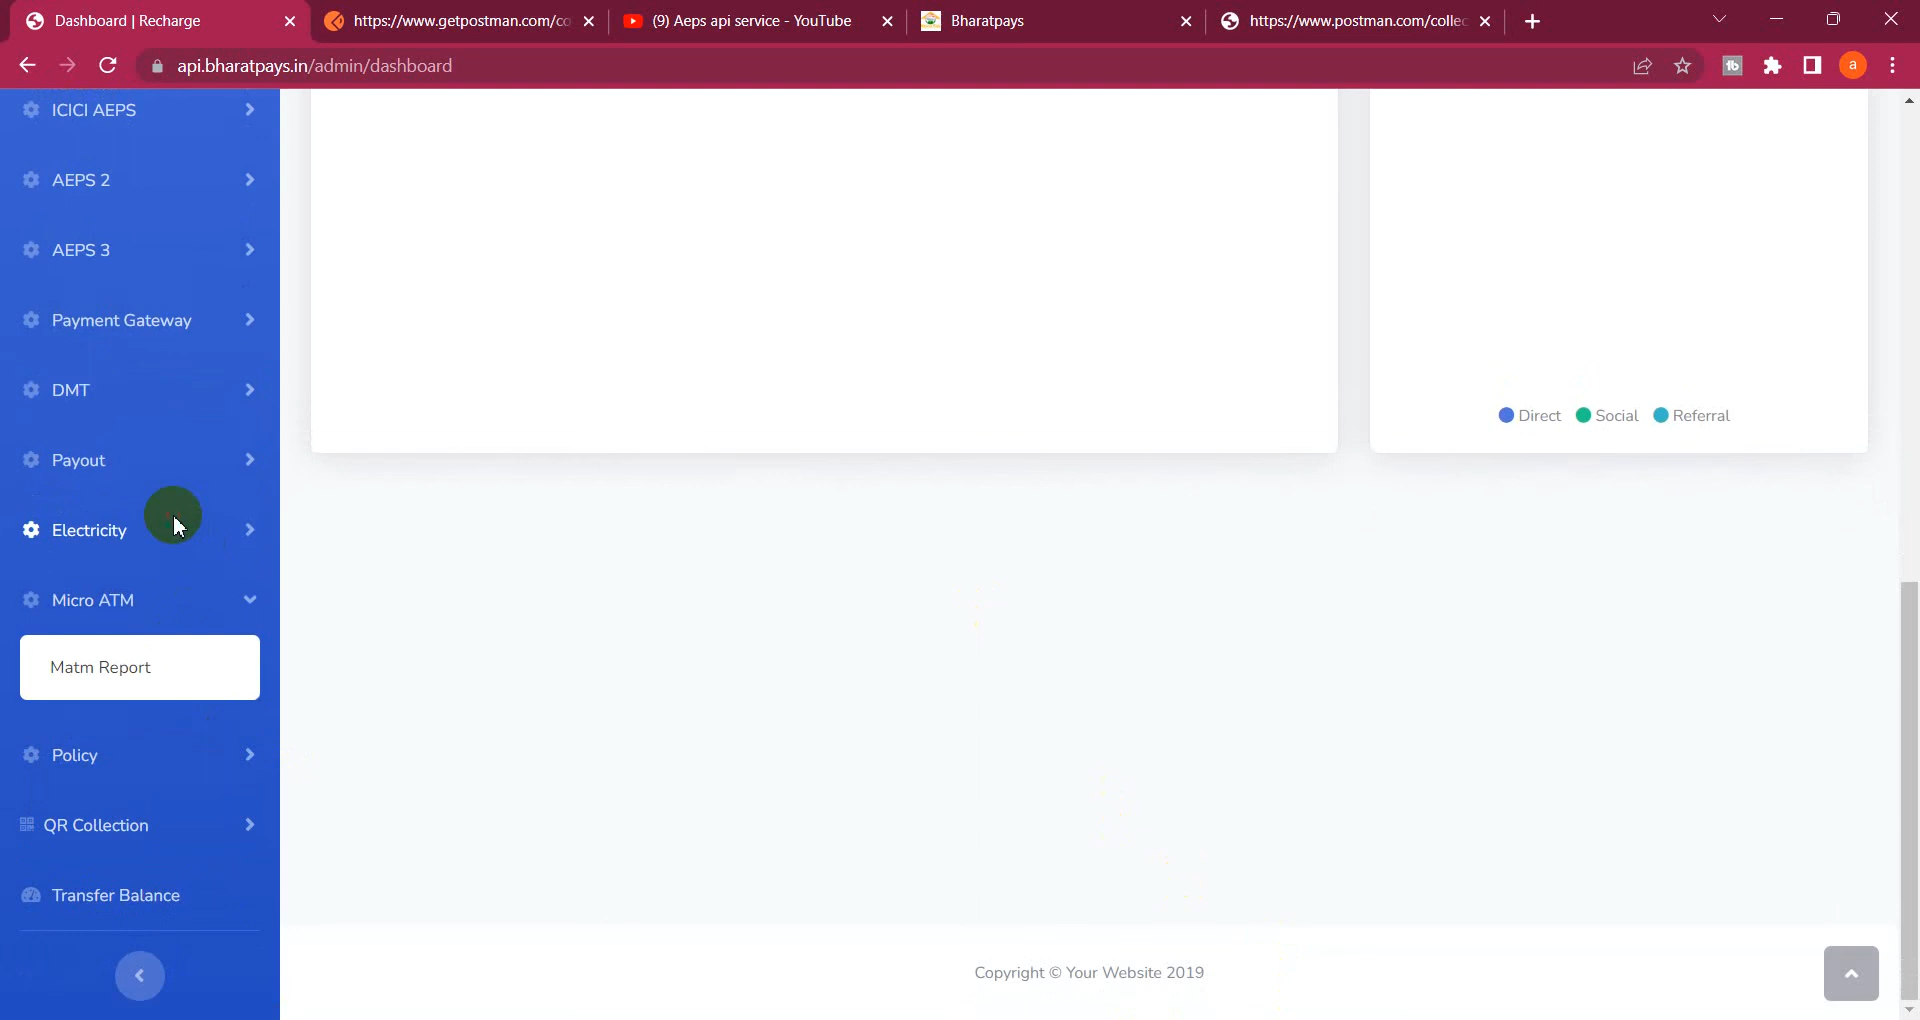 Dashboard | Recharge
https://www.getpostman.com/co
(9) Aeps api service - YouTube
Bharatpays
https://www.postman.com/collec
api.bharatpays.in/admin/dashboard
a
ICICI AEPS
AEPS 2
AEPS 3
Payment Gateway
DMT
Payout
Electricity
Micro ATM
Matm Report
Policy
QR Collection
Transfer Balance
Direct
Social
Referral
Copyright © Your Website 2019